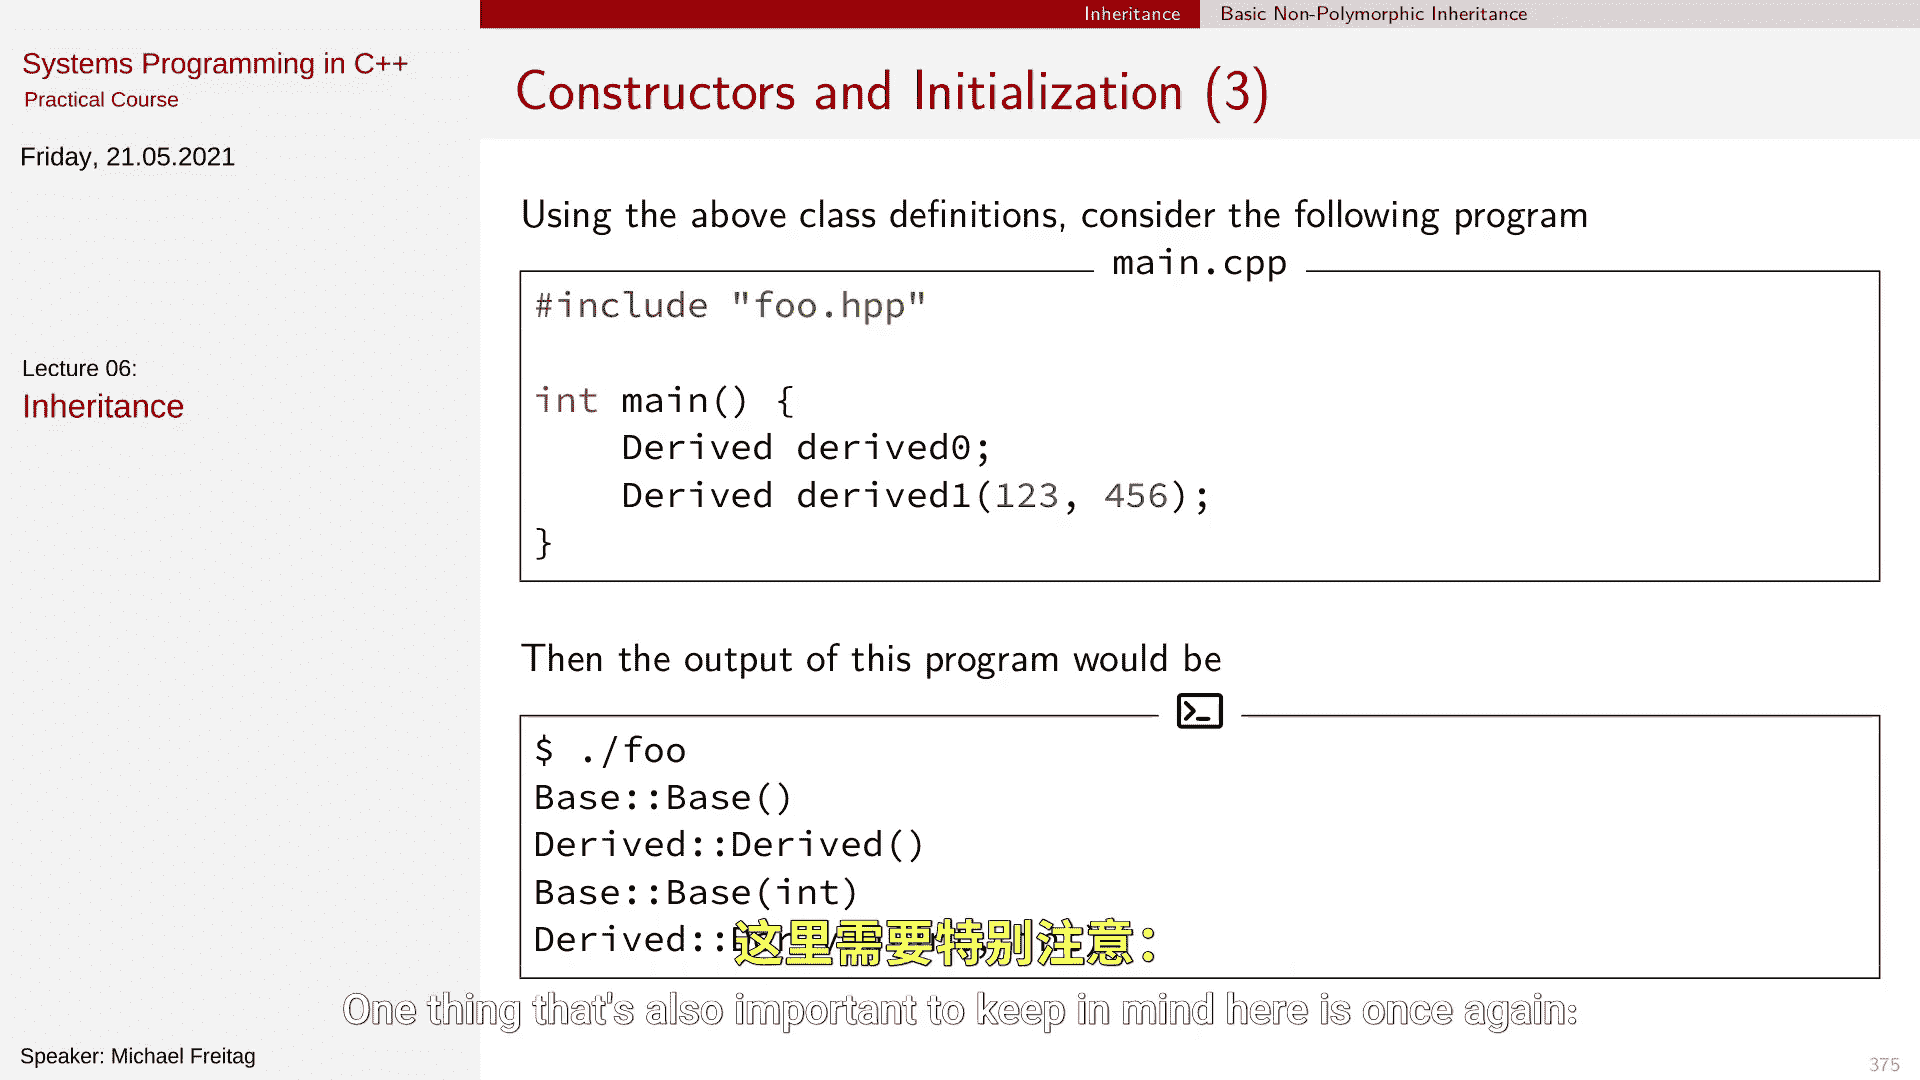 Inheritance
Basic Non-Polymorphic Inheritance
Systems Programming in C++
Practical Course
Friday, 21.05.2021
Lecture 06:
Inheritance
Constructors and Initialization (3)
Using the above class definitions, consider the following program
main.cpp
#include "foo.hpp"
int main() {
Derived derived0;
Derived derived1(123, 456);
}
Then the output of this program would be
$ ./foo
Base::Base()
Derived::Derived()
Base::Base(int)
Derived::
这里需要特别注意：
One thing that's also important to keep in mind here is once again:
Speaker: Michael Freitag
375